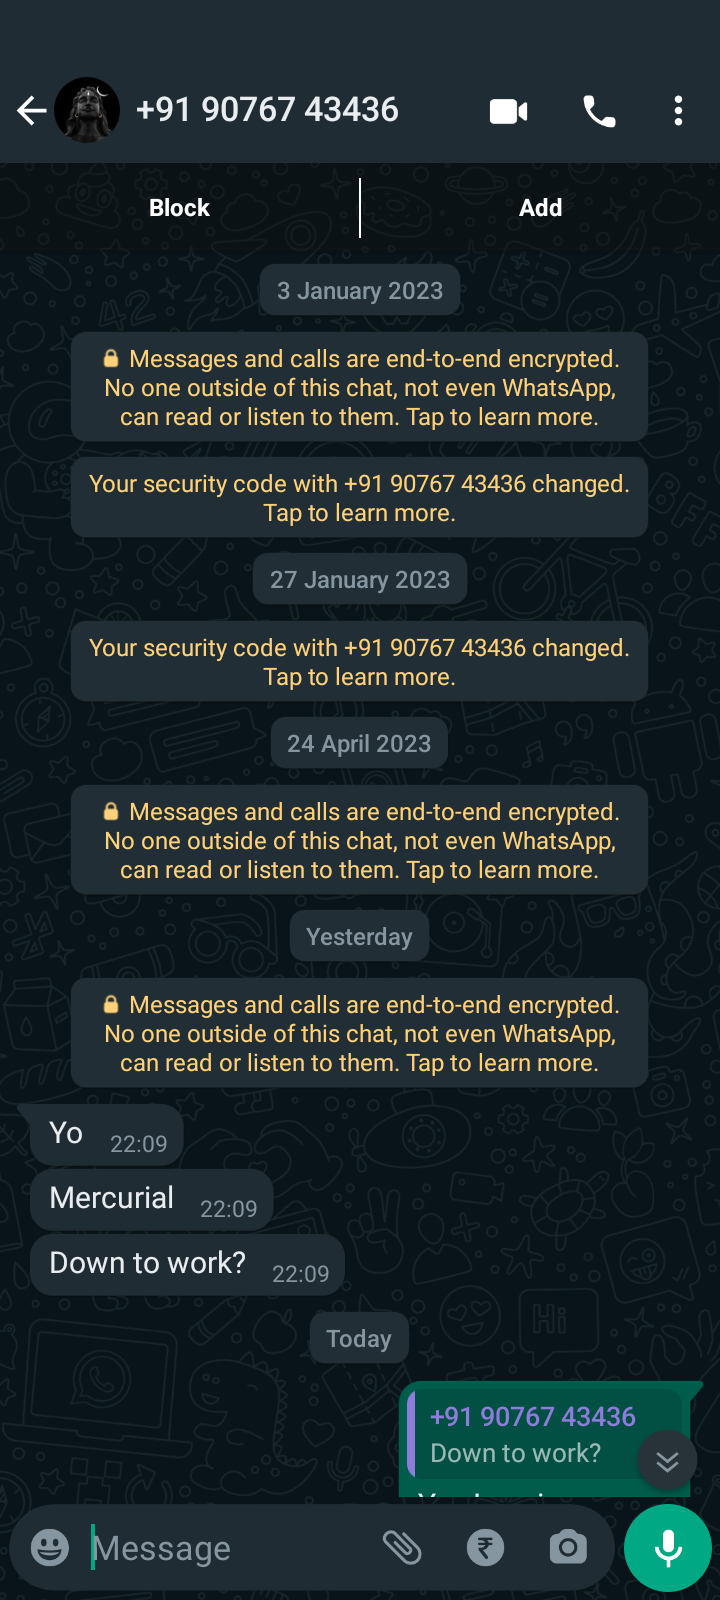 +91 90767 43436
Block
Add
3 January 2023
Messages and calls are end-to-end encrypted.
No one outside of this chat, not even WhatsApp,
can read or listen to them. Tap to learn more.
Your security code with +91 90767 43436 changed.
Tap to learn more.
27 January 2023
Your security code with +91 90767 43436 changed.
Tap to learn more.
24 April 2023
Messages and calls are end-to-end encrypted.
No one outside of this chat, not even WhatsApp,
can read or listen to them. Tap to learn more.
Yesterday
Messages and calls are end-to-end encrypted.
No one outside of this chat, not even WhatsApp,
can read or listen to them. Tap to learn more.
Yo 22:09
Mercurial 22:09
Down to work? 22:09
Today
+91 90767 43436
Down to work?
Message